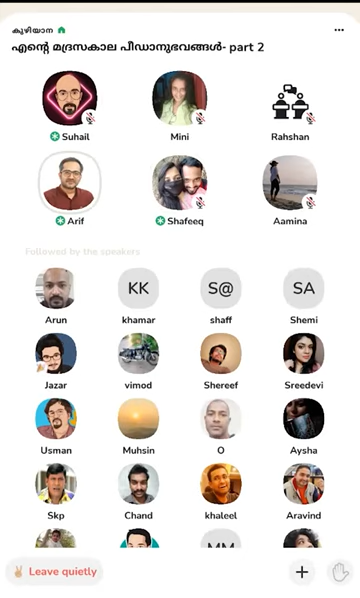 കുഴിയാന
എന്റെ മദ്രസകാല പീഡാനുഭവങ്ങൾ- part 2
Suhail
Mini
Rahshan
Arif
Shafeeq
Aamina
Followed by the speakers
KK
S@
SA
Arun
khamar
shaff
Shemi
Jazar
vimod
Shereef
Sreedevi
Usman
Muhsin
O
Aysha
Skp
Chand
khaleel
Aravind
MM
Leave quietly